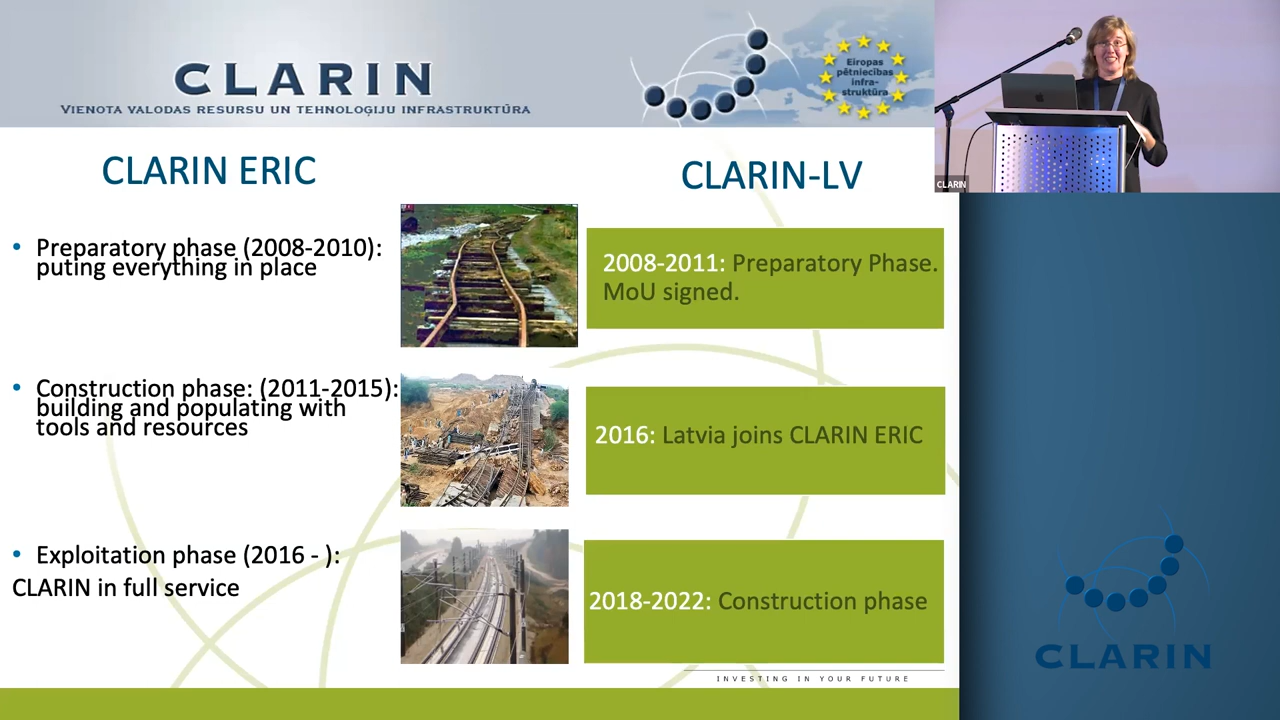 CLARIN
VIENOTA VALODAS RESURSU UN TEHNOLOĢIJU INFRASTRUKTŪRA
Eiropas
pētniecības
infra-
struktūra
CLARIN
CLARIN ERIC
CLARIN-LV
• Preparatory phase (2008-2010):
puting everything in place
2008-2011: Preparatory Phase.
MoU signed.
• Construction phase: (2011-2015):
building and populating with
tools and resources
2016: Latvia joins CLARIN ERIC
• Exploitation phase (2016 - ):
CLARIN in full service
2018-2022: Construction phase
INVESTING IN YOUR FUTURE
CLARIN